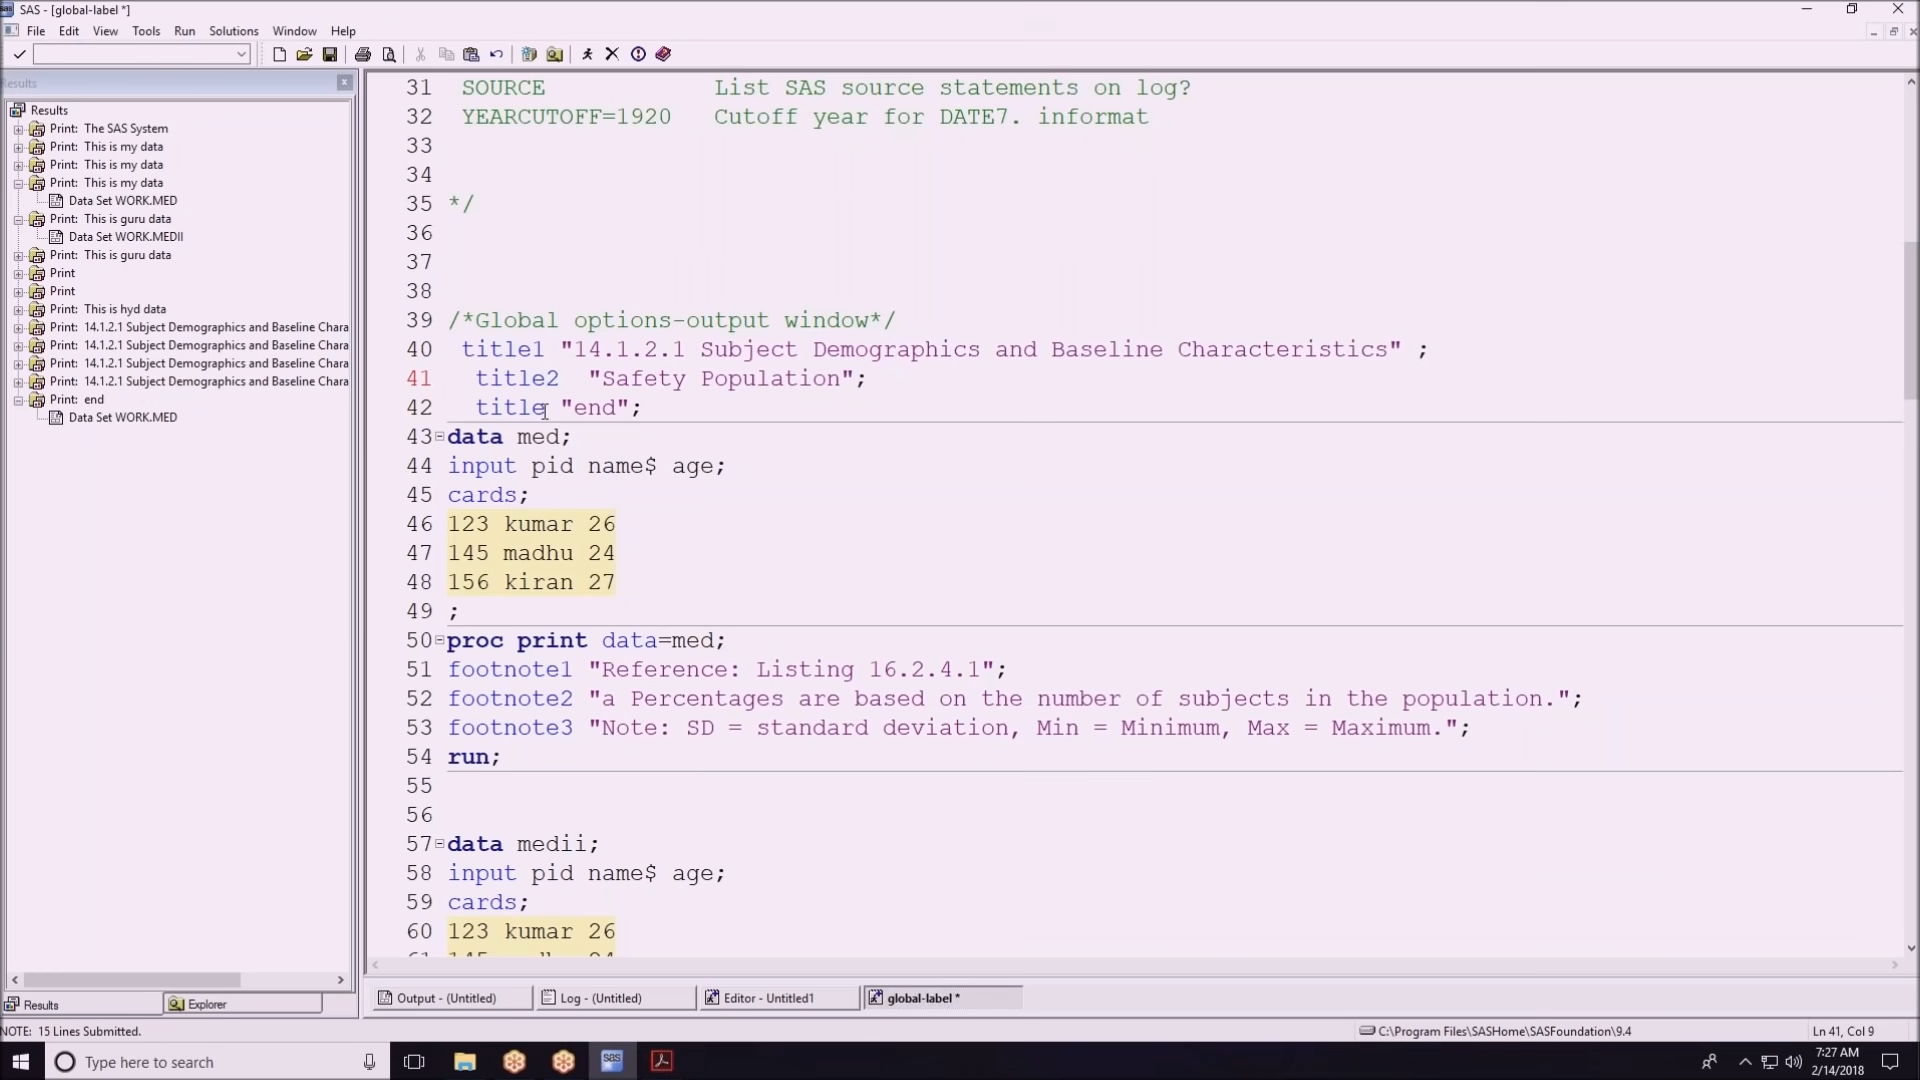 SAS - [global-label *]
File Edit View Tools Run Solutions Window Help
Results
Results
Print: The SAS System
Print: This is my data
Print: This is my data
Print: This is my data
Data Set WORK.MED
Print: This is guru data
Data Set WORK.MEDII
Print: This is guru data
Print
Print
Print: This is hyd data
Print: 14.1.2.1 Subject Demographics and Baseline Chara
Print: 14.1.2.1 Subject Demographics and Baseline Chara
Print: 14.1.2.1 Subject Demographics and Baseline Chara
Print: 14.1.2.1 Subject Demographics and Baseline Chara
Print: end
Data Set WORK.MED
31 SOURCE List SAS source statements on log?
32 YEARCUTOFF=1920 Cutoff year for DATE7. informat
33
34
35 */
36
37
38
39 /*Global options-output window*/
40 title1 "14.1.2.1 Subject Demographics and Baseline Characteristics" ;
41 title2 "Safety Population";
42 title "end";
43 data med;
44 input pid name$ age;
45 cards;
46 123 kumar 26
47 145 madhu 24
48 156 kiran 27
49 ;
50 proc print data=med;
51 footnote1 "Reference: Listing 16.2.4.1";
52 footnote2 "a Percentages are based on the number of subjects in the population.";
53 footnote3 "Note: SD = standard deviation, Min = Minimum, Max = Maximum.";
54 run;
55
56
57 data medii;
58 input pid name$ age;
59 cards;
60 123 kumar 26
Results Explorer
Output - (Untitled) Log - (Untitled) Editor - Untitled1 global-label *
NOTE: 15 Lines Submitted. C:\Program Files\SASHome\SASFoundation\9.4 Ln 41, Col 9
Type here to search
sas
7:27 AM
2/14/2018